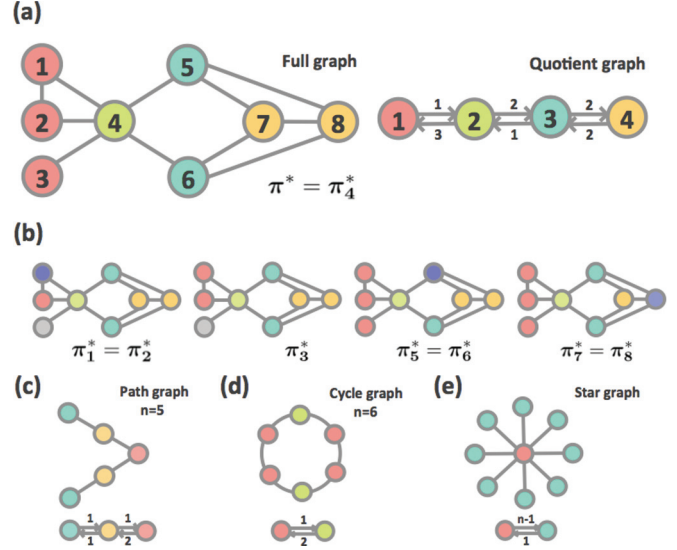 (a)
Full graph
Quotient graph
1
2
3
4
5
6
7
8
1
2
3
4
1
2
2
3
1
2
π* = π*₄
(b)
π*₁ = π*₂
π*₃
π*₅ = π*₆
π*₇ = π*₈
(c)
Path graph
n=5
1
1
1
2
(d)
Cycle graph
n=6
1
2
(e)
Star graph
n-1
1